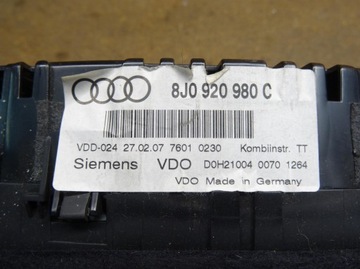 8J0 920 980 C
VDD-024 27.02.07 7601 0230 Kombiinstr. TT
Siemens VDO D0H21004 0070 1264
VDO Made in Germany